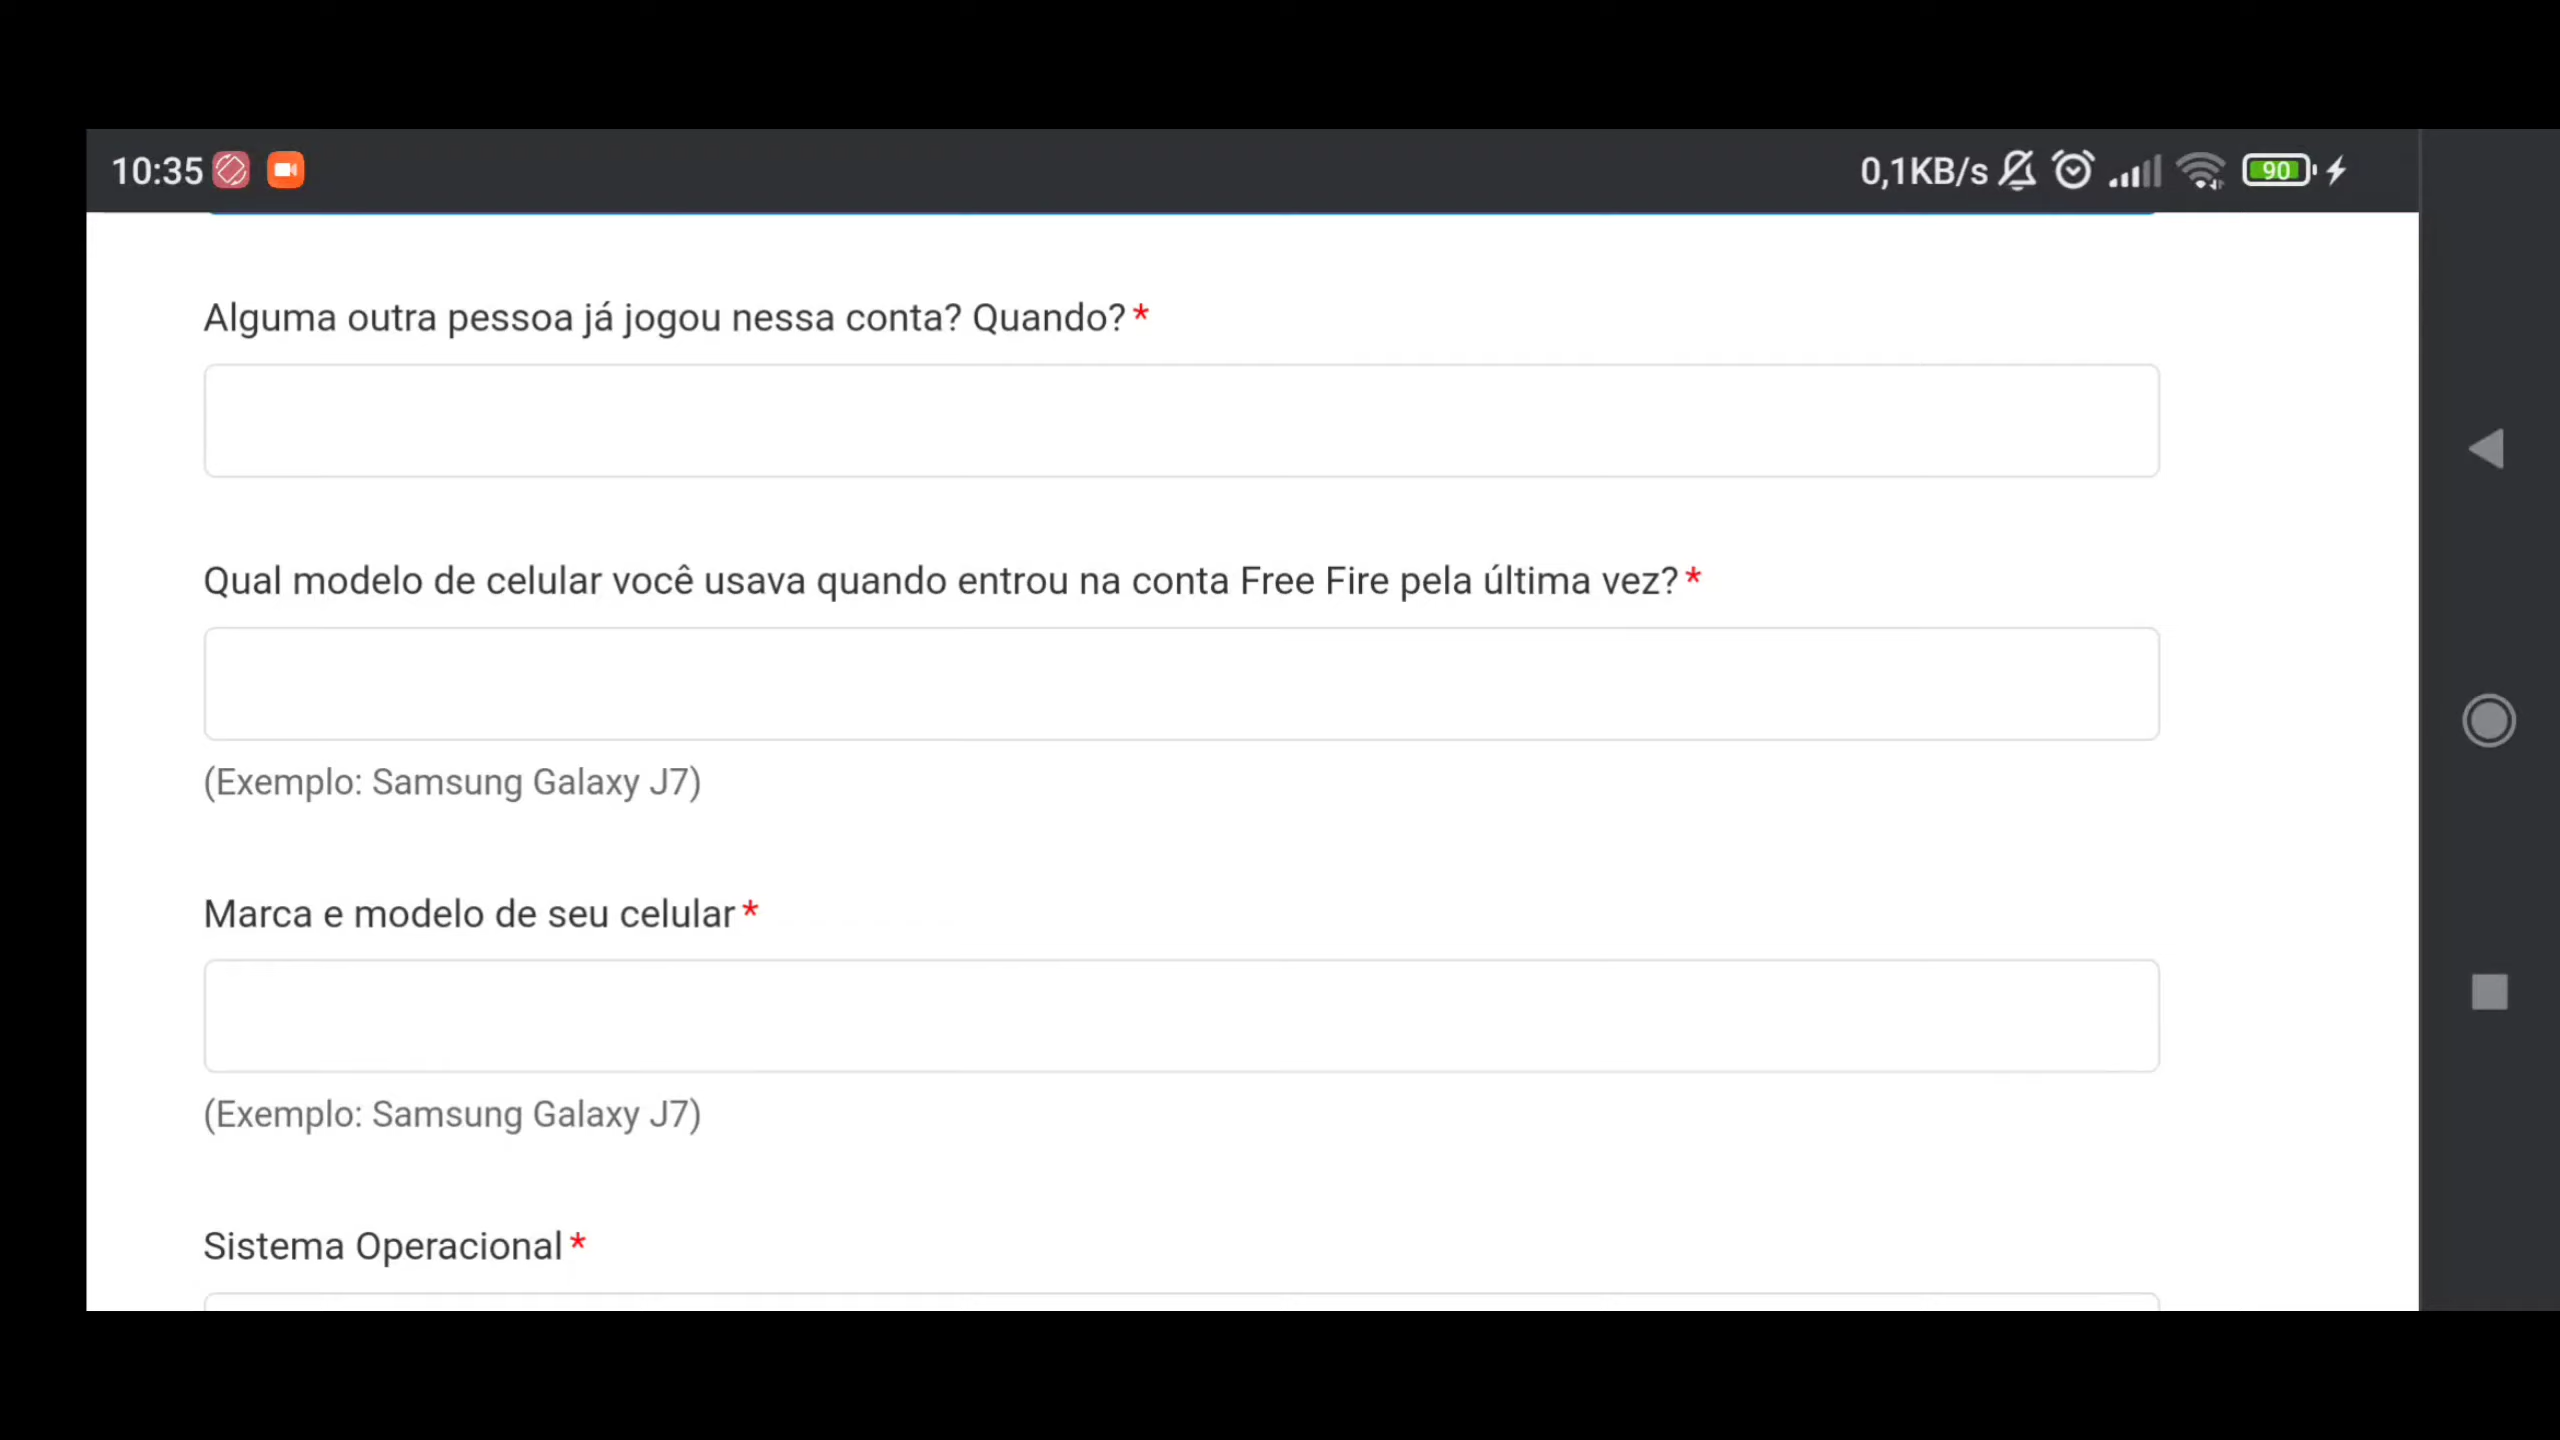 10:35
0,1KB/s
90
Alguma outra pessoa já jogou nessa conta? Quando?*
Qual modelo de celular você usava quando entrou na conta Free Fire pela última vez?*
(Exemplo: Samsung Galaxy J7)
Marca e modelo de seu celular*
(Exemplo: Samsung Galaxy J7)
Sistema Operacional*